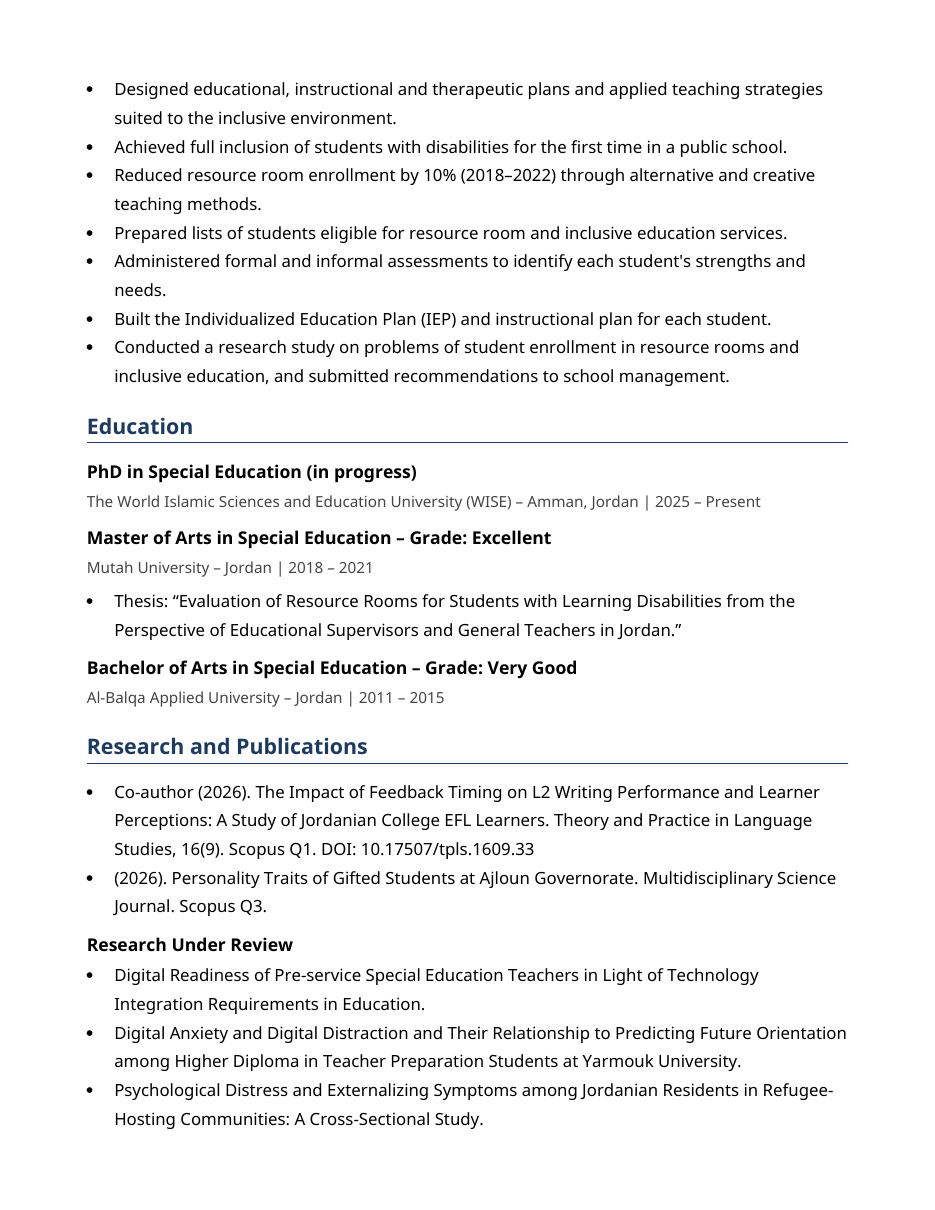 • Designed educational, instructional and therapeutic plans and applied teaching strategies
suited to the inclusive environment.
• Achieved full inclusion of students with disabilities for the first time in a public school.
• Reduced resource room enrollment by 10% (2018–2022) through alternative and creative
teaching methods.
• Prepared lists of students eligible for resource room and inclusive education services.
• Administered formal and informal assessments to identify each student's strengths and
needs.
• Built the Individualized Education Plan (IEP) and instructional plan for each student.
• Conducted a research study on problems of student enrollment in resource rooms and
inclusive education, and submitted recommendations to school management.
Education
PhD in Special Education (in progress)
The World Islamic Sciences and Education University (WISE) – Amman, Jordan | 2025 – Present
Master of Arts in Special Education – Grade: Excellent
Mutah University – Jordan | 2018 – 2021
• Thesis: “Evaluation of Resource Rooms for Students with Learning Disabilities from the
Perspective of Educational Supervisors and General Teachers in Jordan.”
Bachelor of Arts in Special Education – Grade: Very Good
Al-Balqa Applied University – Jordan | 2011 – 2015
Research and Publications
• Co-author (2026). The Impact of Feedback Timing on L2 Writing Performance and Learner
Perceptions: A Study of Jordanian College EFL Learners. Theory and Practice in Language
Studies, 16(9). Scopus Q1. DOI: 10.17507/tpls.1609.33
• (2026). Personality Traits of Gifted Students at Ajloun Governorate. Multidisciplinary Science
Journal. Scopus Q3.
Research Under Review
• Digital Readiness of Pre-service Special Education Teachers in Light of Technology
Integration Requirements in Education.
• Digital Anxiety and Digital Distraction and Their Relationship to Predicting Future Orientation
among Higher Diploma in Teacher Preparation Students at Yarmouk University.
• Psychological Distress and Externalizing Symptoms among Jordanian Residents in Refugee-
Hosting Communities: A Cross-Sectional Study.